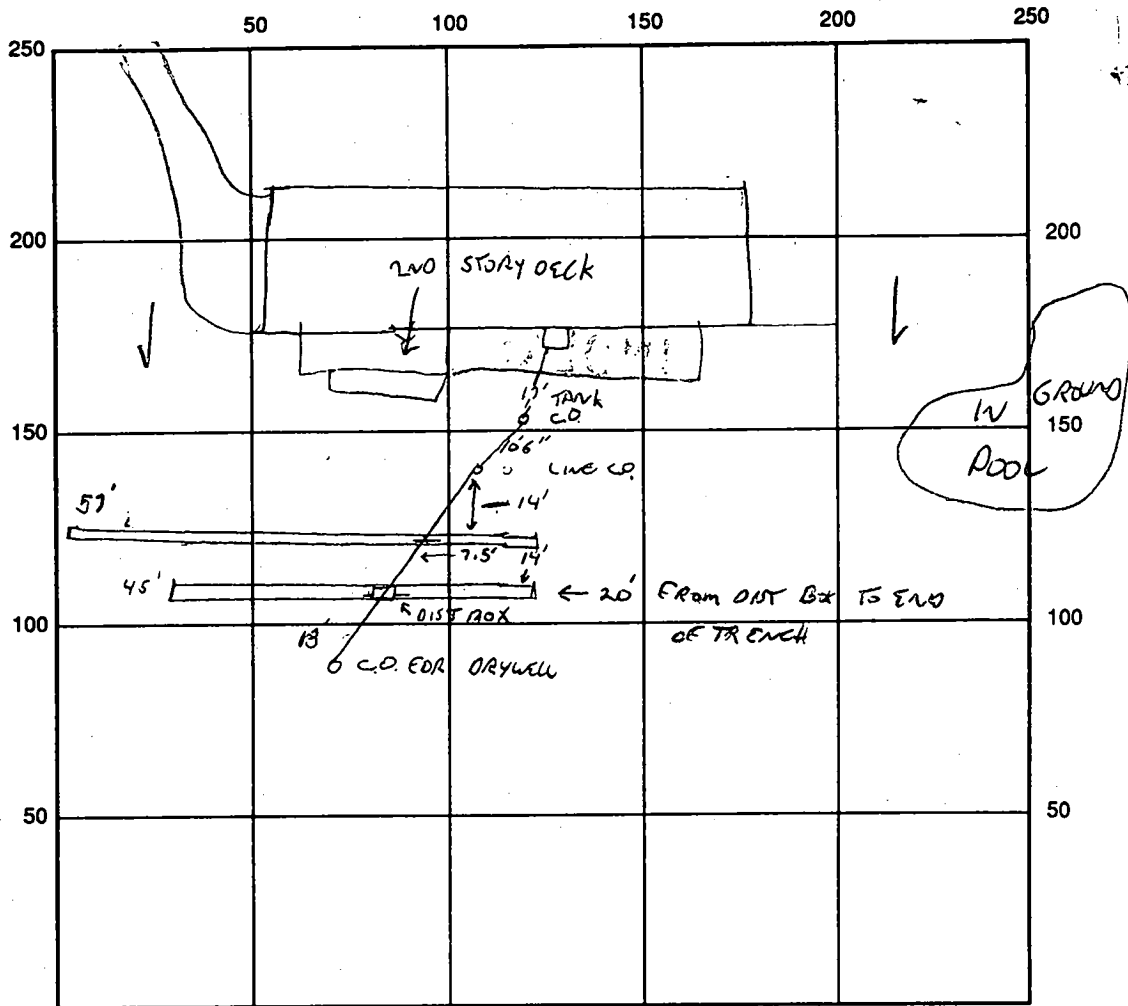 50 100 150 200 250
250
200 200
2ND STORY DECK
17' TANK
C.O.
IN GROUND
POOL
150 150
10'6" LINE CO.
14'
57'
7.5' 14'
45'
← 20' FROM DIST BOX TO END
OF TRENCH
DIST BOX
100 100
13'
C.O. FOR DRYWELL
50 50